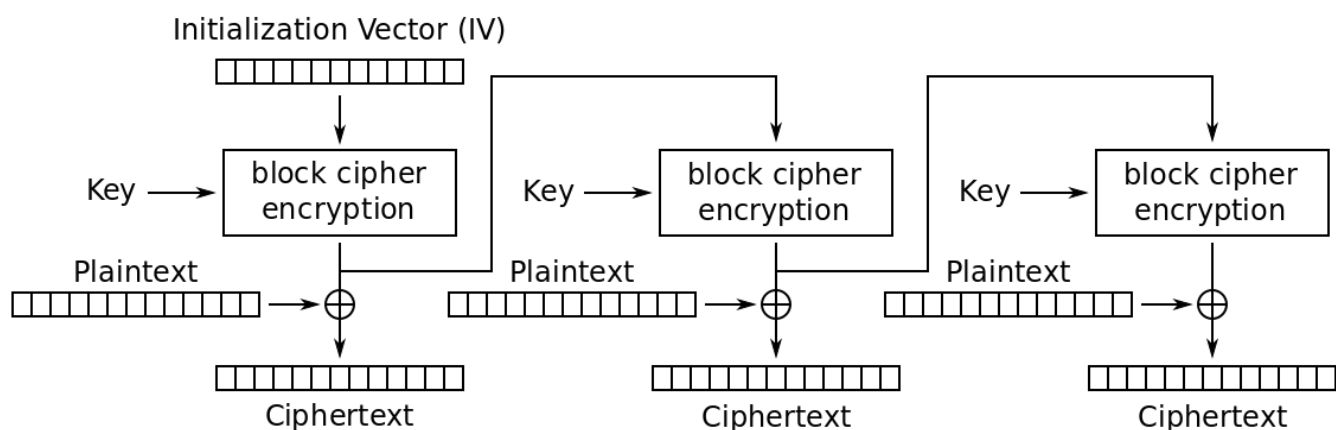 Initialization Vector (IV)
Key
block cipher
encryption
Key
block cipher
encryption
Key
block cipher
encryption
Plaintext
Plaintext
Plaintext
Ciphertext
Ciphertext
Ciphertext